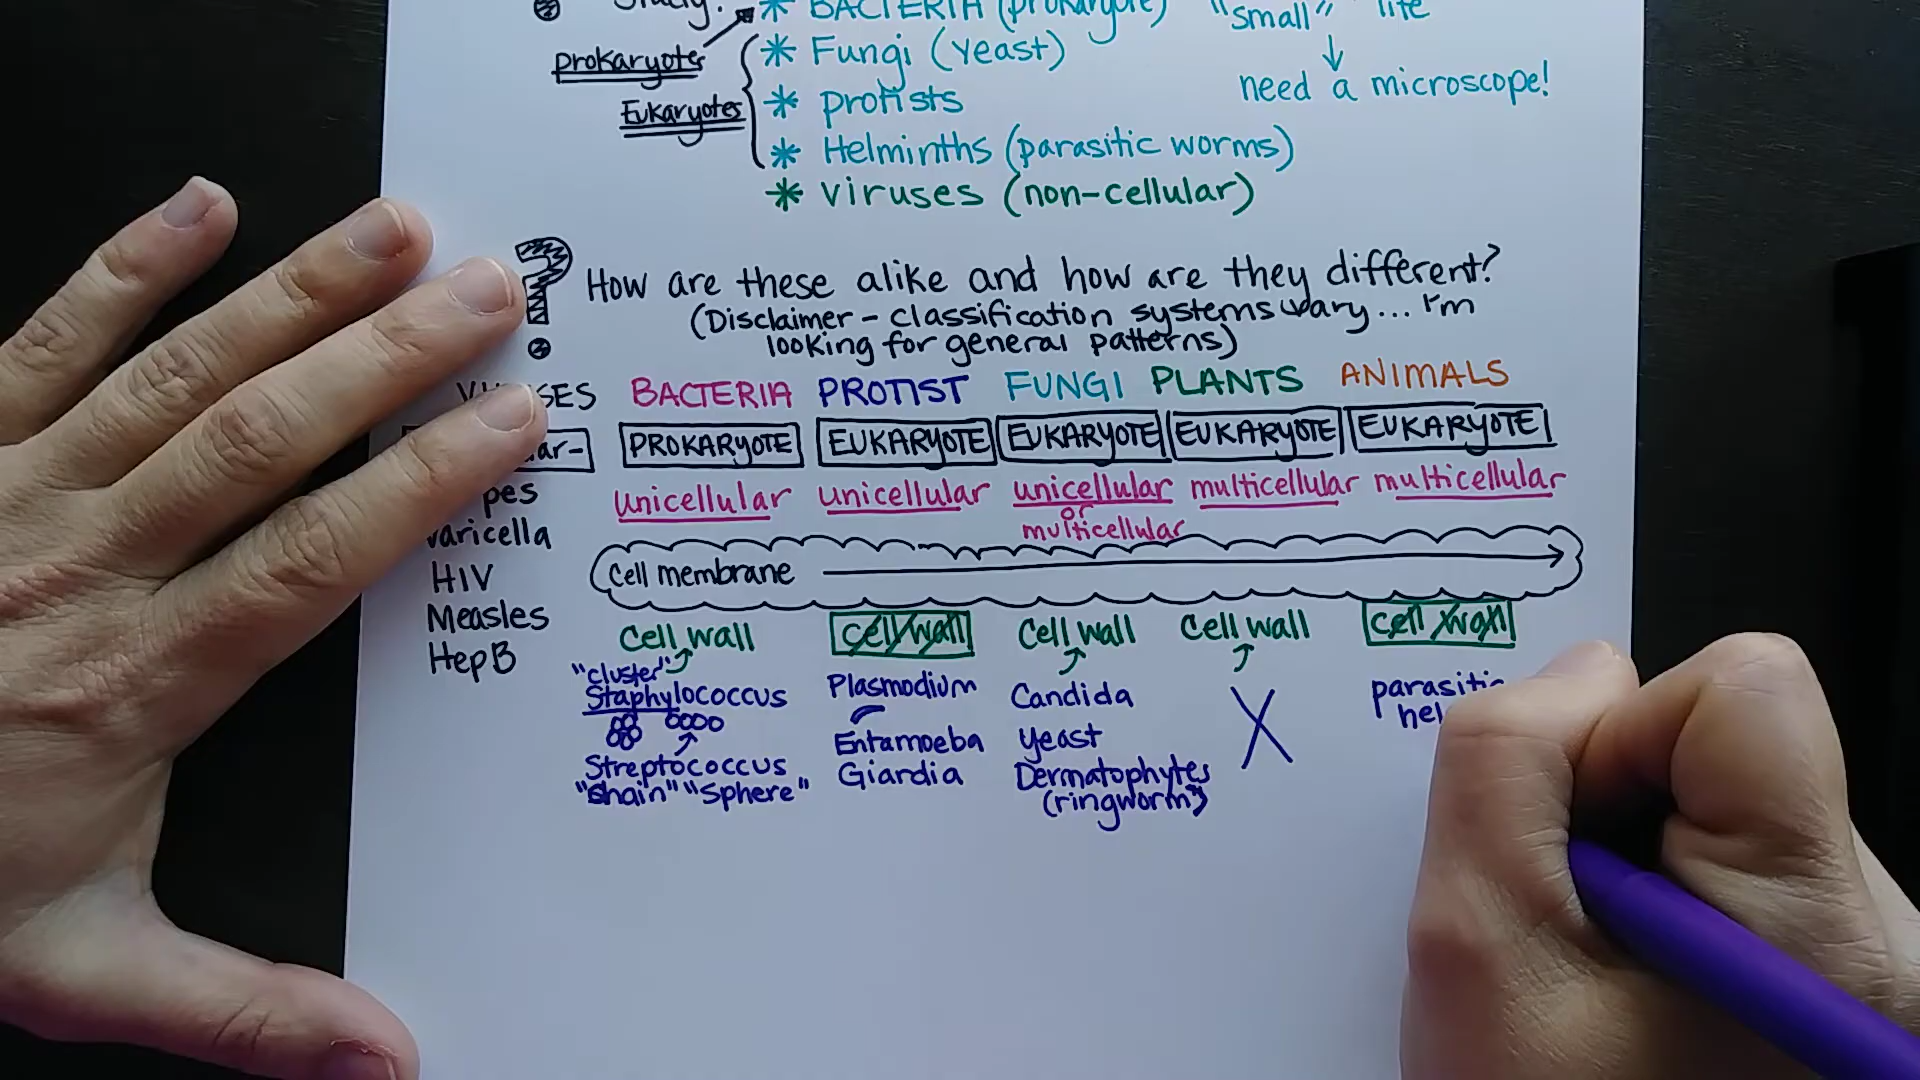 Study: * BACTERIA (prokaryote) "small" life
prokaryotes * Fungi (yeast)
need a microscope!
Eukaryotes * protists
* Helminths (parasitic worms)
* viruses (non-cellular)
? How are these alike and how are they different?
(Disclaimer - classification systems vary... I'm
looking for general patterns)
BACTERIA PROTIST FUNGI PLANTS ANIMALS
PROKARYOTE EUKARYOTE EUKARYOTE EUKARYOTE EUKARYOTE
unicellular unicellular unicellular multicellular multicellular
or
multicellular
varicella
Cell membrane
HIV
Measles
Cell wall cell wall Cell wall Cell wall cell wall
HepB
"cluster"
Staphylococcus Plasmodium Candida X parasitic
Entamoeba yeast
Streptococcus Giardia Dermatophytes
"chain" "sphere" (ringworm)